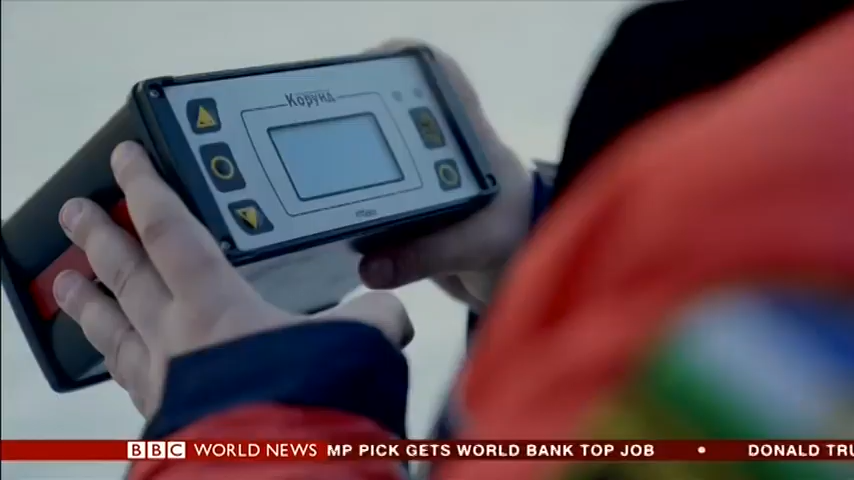 Корунд
BBC WORLD NEWS MP PICK GETS WORLD BANK TOP JOB • DONALD TRU